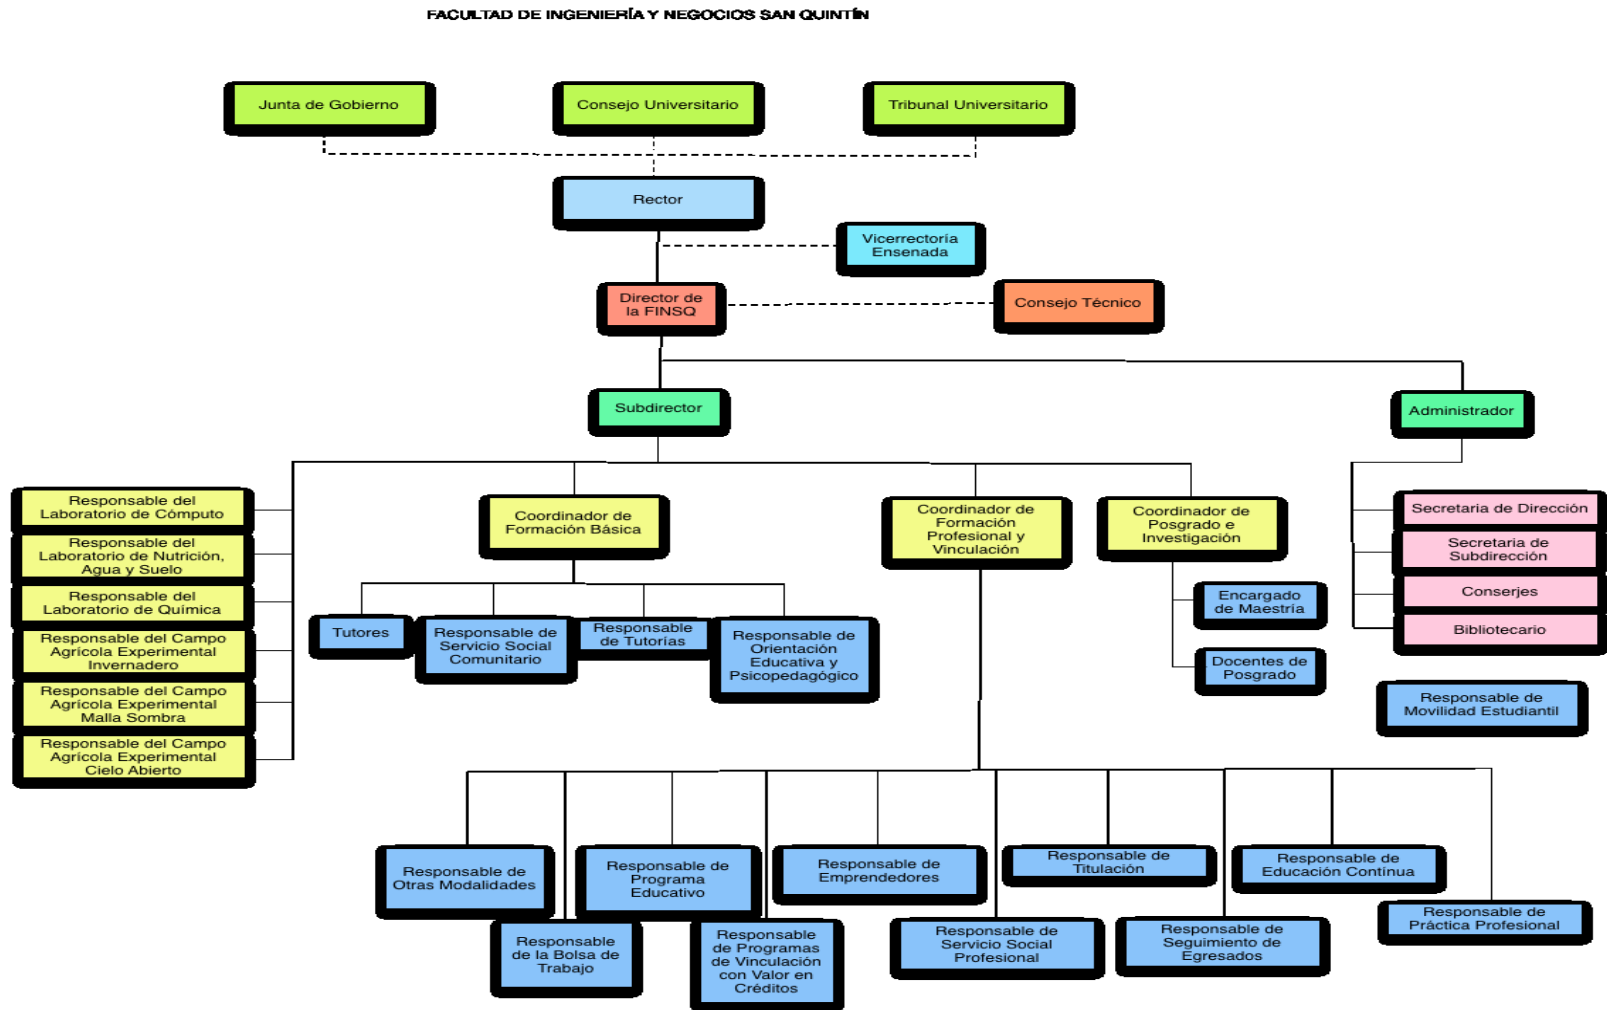 FACULTAD DE INGENIERÍA Y NEGOCIOS SAN QUINTÍN
Junta de Gobierno
Consejo Universitario
Tribunal Universitario
Rector
Vicerrectoría
Ensenada
Director de
la FINSQ
Consejo Técnico
Subdirector
Administrador
Responsable del
Laboratorio de Cómputo
Responsable del
Laboratorio de Nutrición,
Agua y Suelo
Responsable del
Laboratorio de Química
Responsable del Campo
Agrícola Experimental
Invernadero
Responsable del Campo
Agrícola Experimental
Malla Sombra
Responsable del Campo
Agrícola Experimental
Cielo Abierto
Coordinador de
Formación Básica
Coordinador de
Formación
Profesional y
Vinculación
Coordinador de
Posgrado e
Investigación
Secretaria de Dirección
Secretaria de
Subdirección
Conserjes
Bibliotecario
Tutores
Responsable de
Servicio Social
Comunitario
Responsable
de Tutorías
Responsable de
Orientación
Educativa y
Psicopedagógico
Encargado
de Maestría
Docentes de
Posgrado
Responsable de
Movilidad Estudiantil
Responsable de
Otras Modalidades
Responsable de
Programa
Educativo
Responsable de
Emprendedores
Responsable de
Titulación
Responsable de
Educación Contínua
Responsable
de la Bolsa de
Trabajo
Responsable
de Programas
de Vinculación
con Valor en
Créditos
Responsable de
Servicio Social
Profesional
Responsable de
Seguimiento de
Egresados
Responsable de
Práctica Profesional